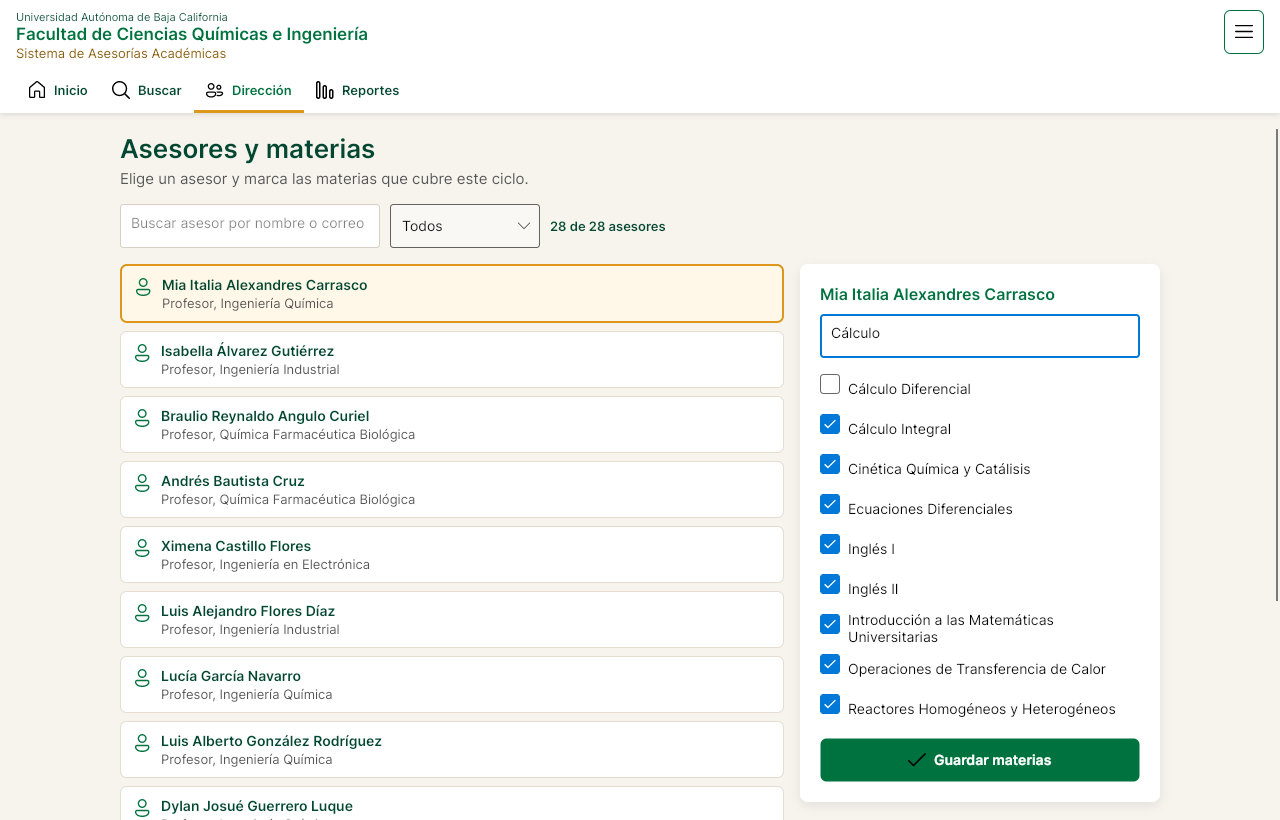 Universidad Autónoma de Baja California
Facultad de Ciencias Químicas e Ingeniería
Sistema de Asesorías Académicas
Inicio
Buscar
Dirección
Reportes
Asesores y materias
Elige un asesor y marca las materias que cubre este ciclo.
Buscar asesor por nombre o correo
Todos
28 de 28 asesores
Mia Italia Alexandres Carrasco
Profesor, Ingeniería Química
Isabella Álvarez Gutiérrez
Profesor, Ingeniería Industrial
Braulio Reynaldo Angulo Curiel
Profesor, Química Farmacéutica Biológica
Andrés Bautista Cruz
Profesor, Química Farmacéutica Biológica
Ximena Castillo Flores
Profesor, Ingeniería en Electrónica
Luis Alejandro Flores Díaz
Profesor, Ingeniería Industrial
Lucía García Navarro
Profesor, Ingeniería Química
Luis Alberto González Rodríguez
Profesor, Ingeniería Química
Dylan Josué Guerrero Luque
Mia Italia Alexandres Carrasco
Cálculo
Cálculo Diferencial
Cálculo Integral
Cinética Química y Catálisis
Ecuaciones Diferenciales
Inglés I
Inglés II
Introducción a las Matemáticas
Universitarias
Operaciones de Transferencia de Calor
Reactores Homogéneos y Heterogéneos
Guardar materias